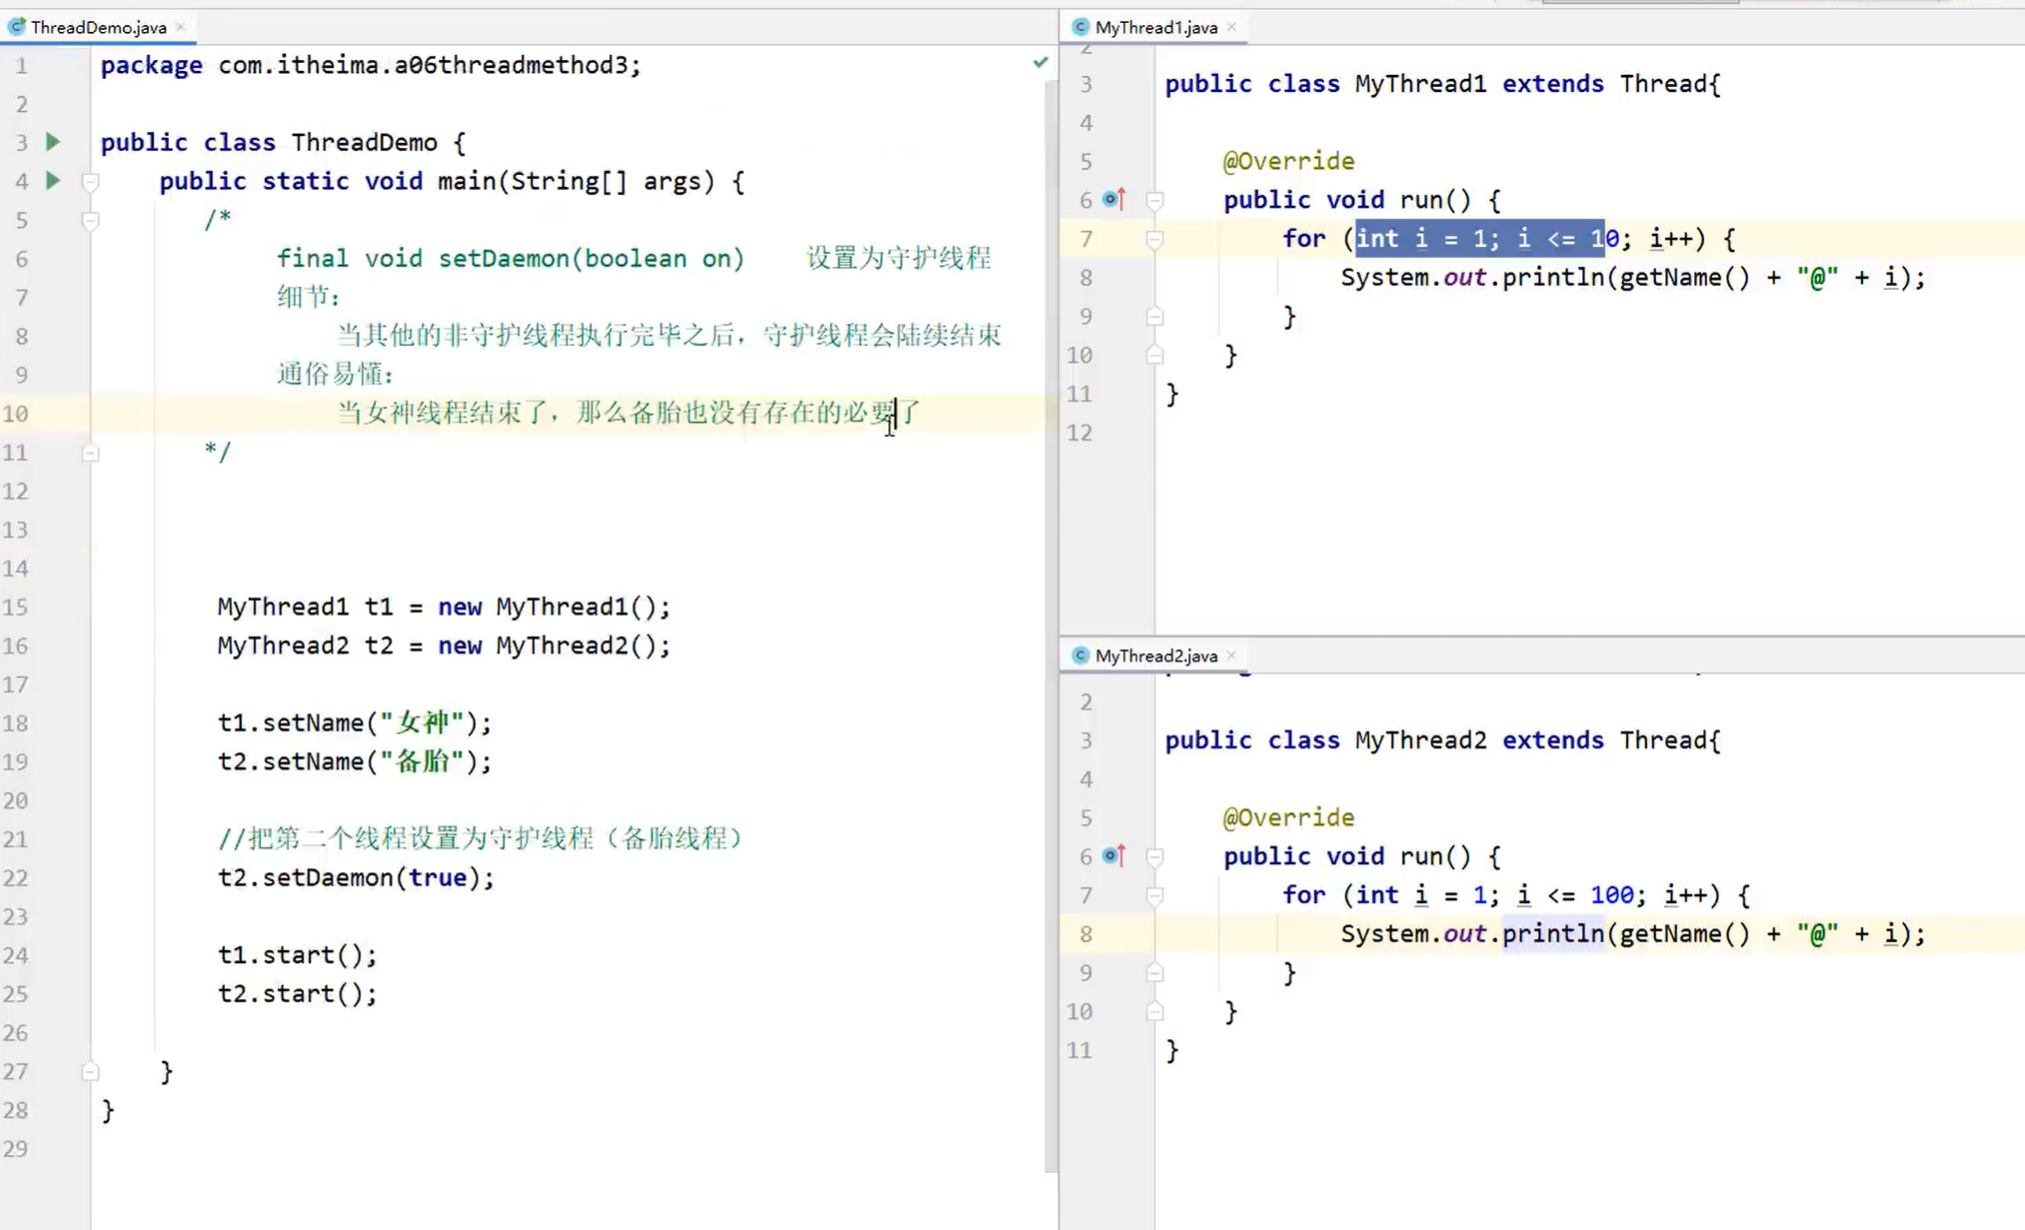 ThreadDemo.java
1 package com.itheima.a06threadmethod3;
2
3 public class ThreadDemo {
4 public static void main(String[] args) {
5 /*
6 final void setDaemon(boolean on) 设置为守护线程
7 细节：
8 当其他的非守护线程执行完毕之后，守护线程会陆续结束
9 通俗易懂：
10 当女神线程结束了，那么备胎也没有存在的必要了
11 */
12
13
14
15 MyThread1 t1 = new MyThread1();
16 MyThread2 t2 = new MyThread2();
17
18 t1.setName("女神");
19 t2.setName("备胎");
20
21 //把第二个线程设置为守护线程（备胎线程）
22 t2.setDaemon(true);
23
24 t1.start();
25 t2.start();
26
27 }
28 }
29
MyThread1.java
2
3 public class MyThread1 extends Thread{
4
5 @Override
6 public void run() {
7 for (int i = 1; i <= 10; i++) {
8 System.out.println(getName() + "@" + i);
9 }
10 }
11 }
12
MyThread2.java
2
3 public class MyThread2 extends Thread{
4
5 @Override
6 public void run() {
7 for (int i = 1; i <= 100; i++) {
8 System.out.println(getName() + "@" + i);
9 }
10 }
11 }